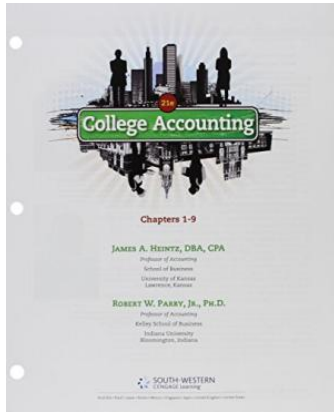 21e
College Accounting
Chapters 1-9
JAMES A. HEINTZ, DBA, CPA
Professor of Accounting
School of Business
University of Kansas
Lawrence, Kansas
ROBERT W. PARRY, JR., PH.D.
Professor of Accounting
Kelley School of Business
Indiana University
Bloomington, Indiana
SOUTH-WESTERN
CENGAGE Learning